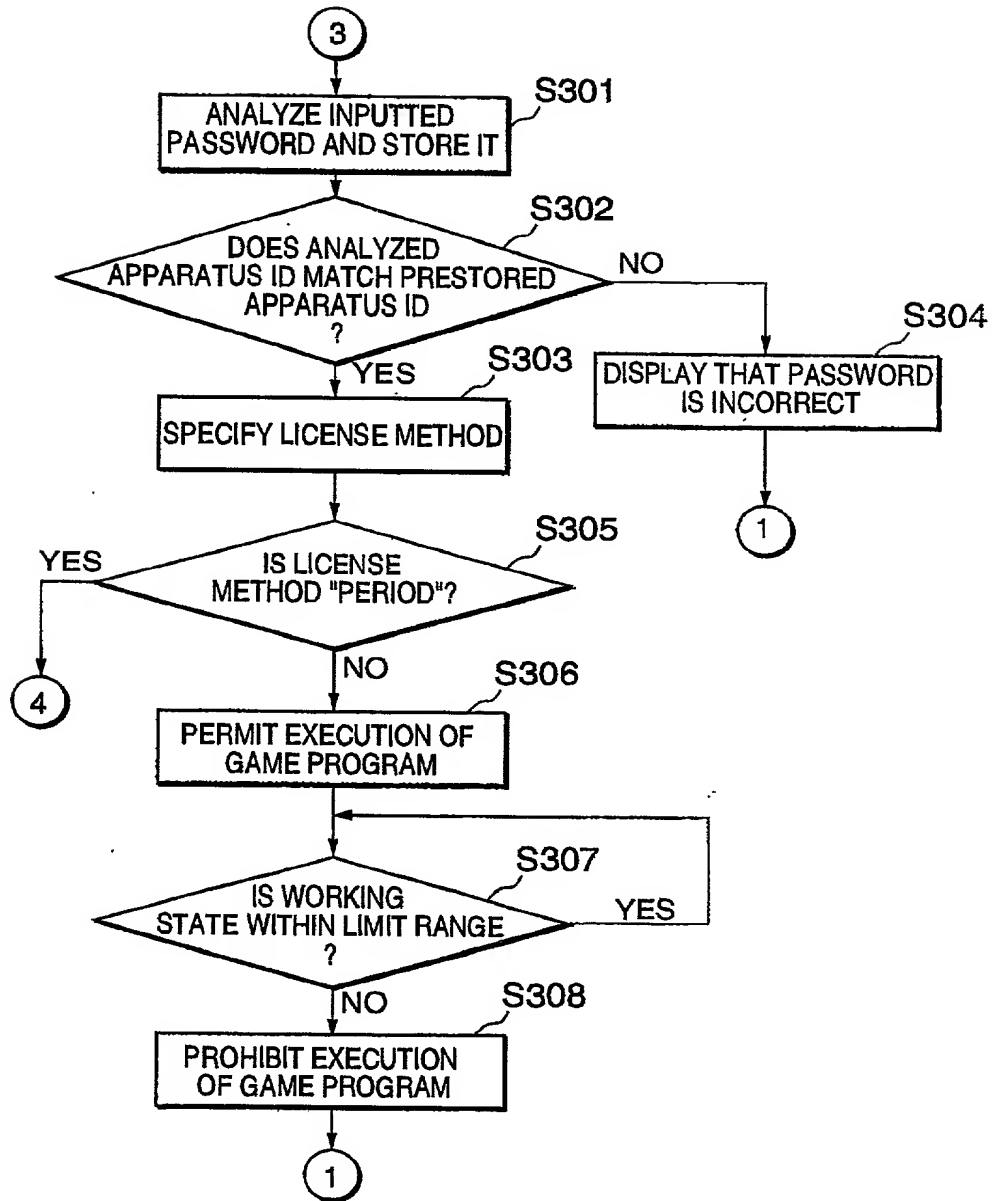 3
S301
ANALYZE INPUTTED
PASSWORD AND STORE IT
S302
DOES ANALYZED
APPARATUS ID MATCH PRESTORED
APPARATUS ID
?
NO
YES
S304
DISPLAY THAT PASSWORD
IS INCORRECT
1
S303
SPECIFY LICENSE METHOD
S305
IS LICENSE
METHOD "PERIOD"?
YES
4
NO
S306
PERMIT EXECUTION OF
GAME PROGRAM
S307
IS WORKING
STATE WITHIN LIMIT RANGE
?
YES
NO
S308
PROHIBIT EXECUTION
OF GAME PROGRAM
1